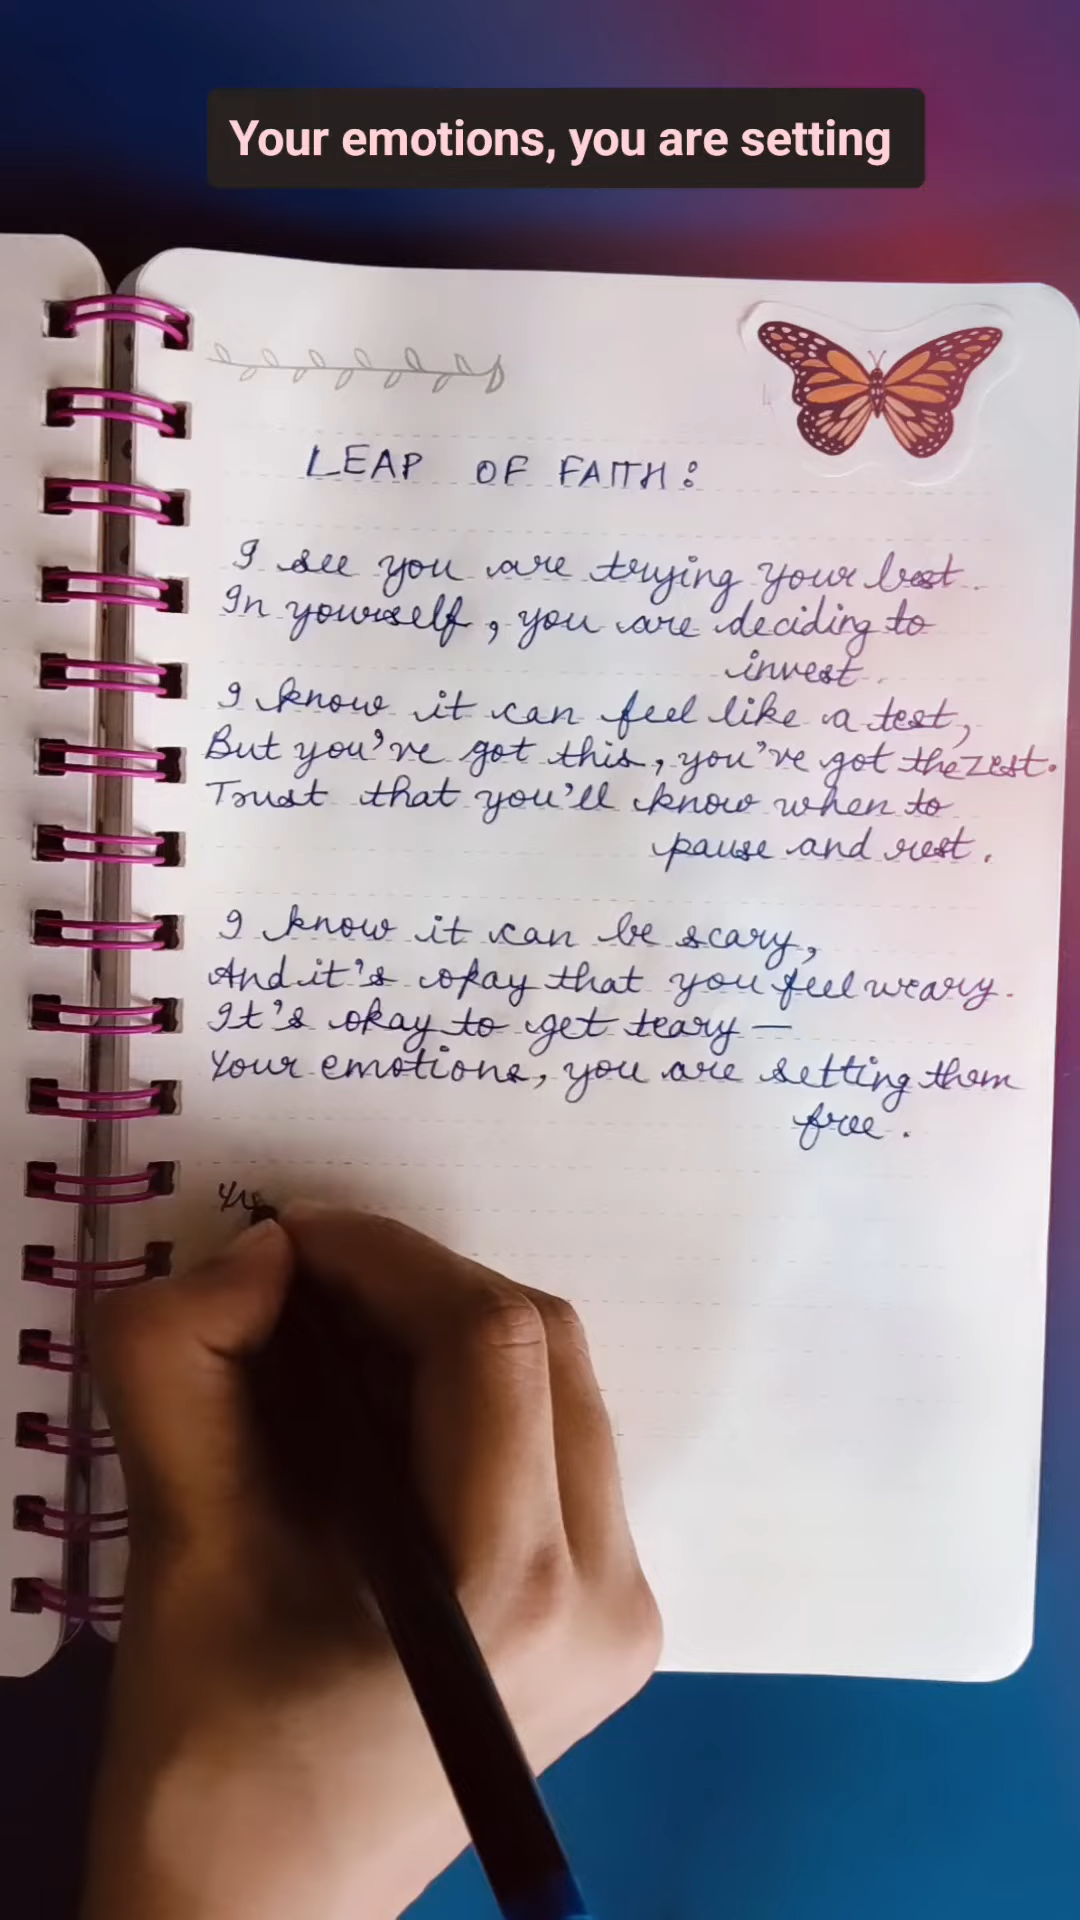 Your emotions, you are setting
LEAP OF FAITH:
I see you are trying your best.
In yourself, you are deciding to
invest.
I know it can feel like a test,
But you've got this, you've got the zest.
Trust that you'll know when to
pause and rest.
I know it can be scary,
And it's okay that you feel weary.
It's okay to get teary—
Your emotions, you are setting them
free.